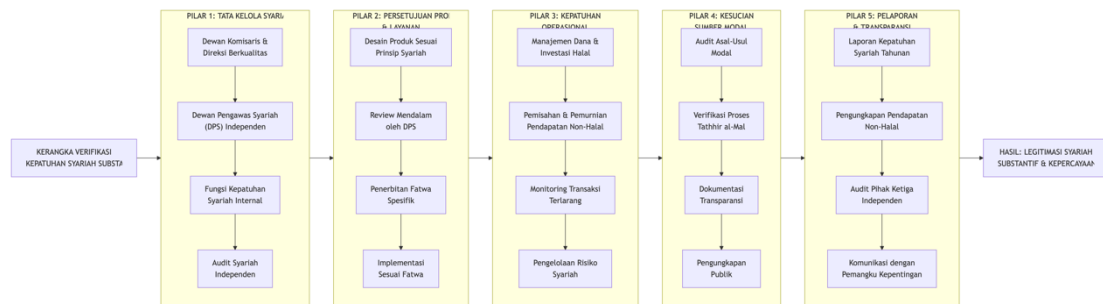 PILAR 1: TATA KELOLA SYARIA
Dewan Komisaris &
Direksi Berkualitas
Dewan Pengawas Syariah
(DPS) Independen
Fungsi Kepatuhan
Syariah Internal
Audit Syariah
Independen
PILAR 2: PERSETUJUAN PRO
& LAYANAN
Desain Produk Sesuai
Prinsip Syariah
Review Mendalam
oleh DPS
Penerbitan Fatwa
Spesifik
Implementasi
Sesuai Fatwa
PILAR 3: KEPATUHAN
OPERASIONAL
Manajemen Dana &
Investasi Halal
Pemisahan & Pemurnian
Pendapatan Non-Halal
Monitoring Transaksi
Terlarang
Pengelolaan Risiko
Syariah
PILAR 4: KESUCIAN
SUMBER MODAL
Audit Asal-Usul
Modal
Verifikasi Proses
Tathhir al-Mal
Dokumentasi
Transparansi
Pengungkapan
Publik
PILAR 5: PELAPORAN
& TRANSPARANSI
Laporan Kepatuhan
Syariah Tahunan
Pengungkapan Pendapatan
Non-Halal
Audit Pihak Ketiga
Independen
Komunikasi dengan
Pemangku Kepentingan
KERANGKA VERIFIKASI
KEPATUHAN SYARIAH SUBSTA
HASIL: LEGITIMASI SYARIAH
SUBSTANTIF & KEPERCAYAAN